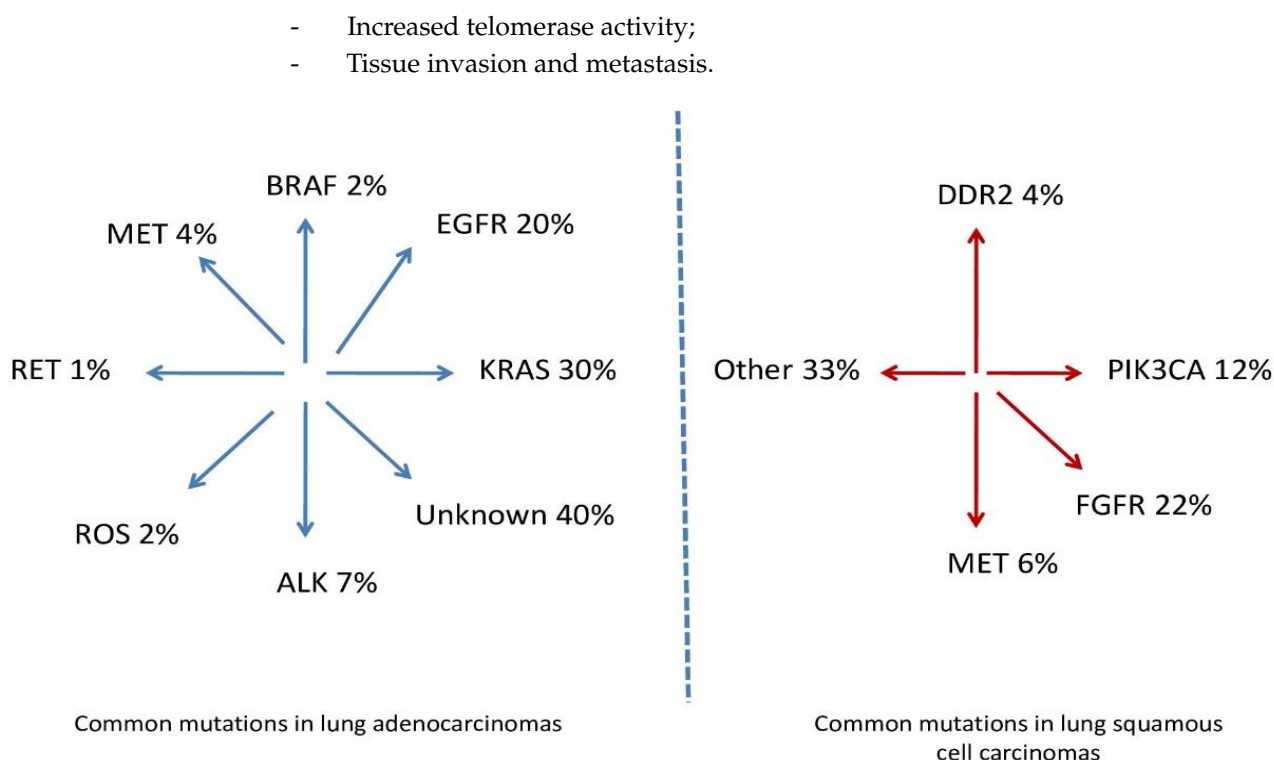 - Increased telomerase activity;
- Tissue invasion and metastasis.
BRAF 2%
EGFR 20%
MET 4%
RET 1%
KRAS 30%
ROS 2%
Unknown 40%
ALK 7%
Common mutations in lung adenocarcinomas
DDR2 4%
Other 33%
PIK3CA 12%
FGFR 22%
MET 6%
Common mutations in lung squamous
cell carcinomas